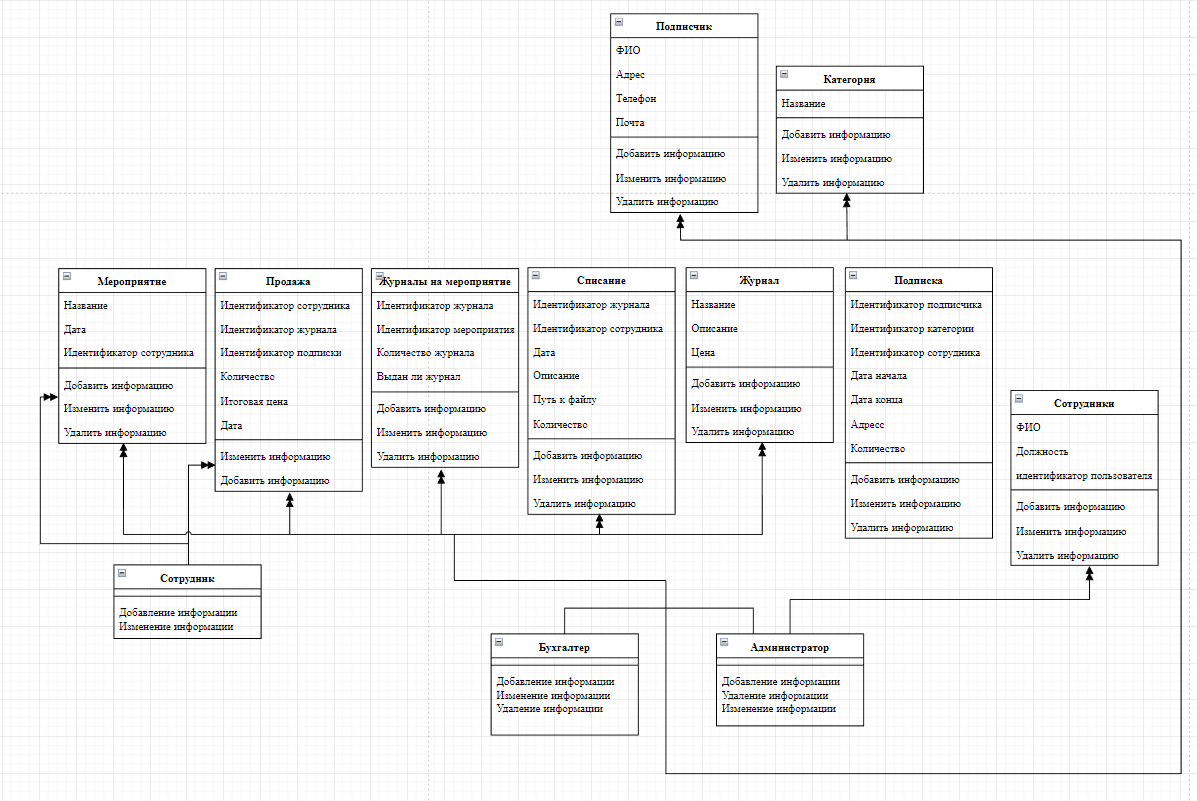 Подписчик
ФИО
Адрес
Телефон
Почта
Добавить информацию
Изменить информацию
Удалить информацию
Категория
Название
Добавить информацию
Изменить информацию
Удалить информацию
Мероприятие
Название
Дата
Идентификатор сотрудника
Добавить информацию
Изменить информацию
Удалить информацию
Продажа
Идентификатор сотрудника
Идентификатор журнала
Идентификатор подписки
Количество
Итоговая цена
Дата
Изменить информацию
Добавить информацию
Журналы на мероприятие
Идентификатор журнала
Идентификатор мероприятия
Количество журнала
Выдан ли журнал
Добавить информацию
Изменить информацию
Удалить информацию
Списание
Идентификатор журнала
Идентификатор сотрудника
Дата
Описание
Путь к файлу
Количество
Добавить информацию
Изменить информацию
Удалить информацию
Журнал
Название
Описание
Цена
Добавить информацию
Изменить информацию
Удалить информацию
Подписка
Идентификатор подписчика
Идентификатор категории
Идентификатор сотрудника
Дата начала
Дата конца
Адресс
Количество
Добавить информацию
Изменить информацию
Удалить информацию
Сотрудники
ФИО
Должность
идентификатор пользователя
Добавить информацию
Изменить информацию
Удалить информацию
Сотрудник
Добавление информации
Изменение информации
Бухгалтер
Добавление информации
Изменение информации
Удаление информации
Администратор
Добавление информации
Удаление информации
Изменение информации